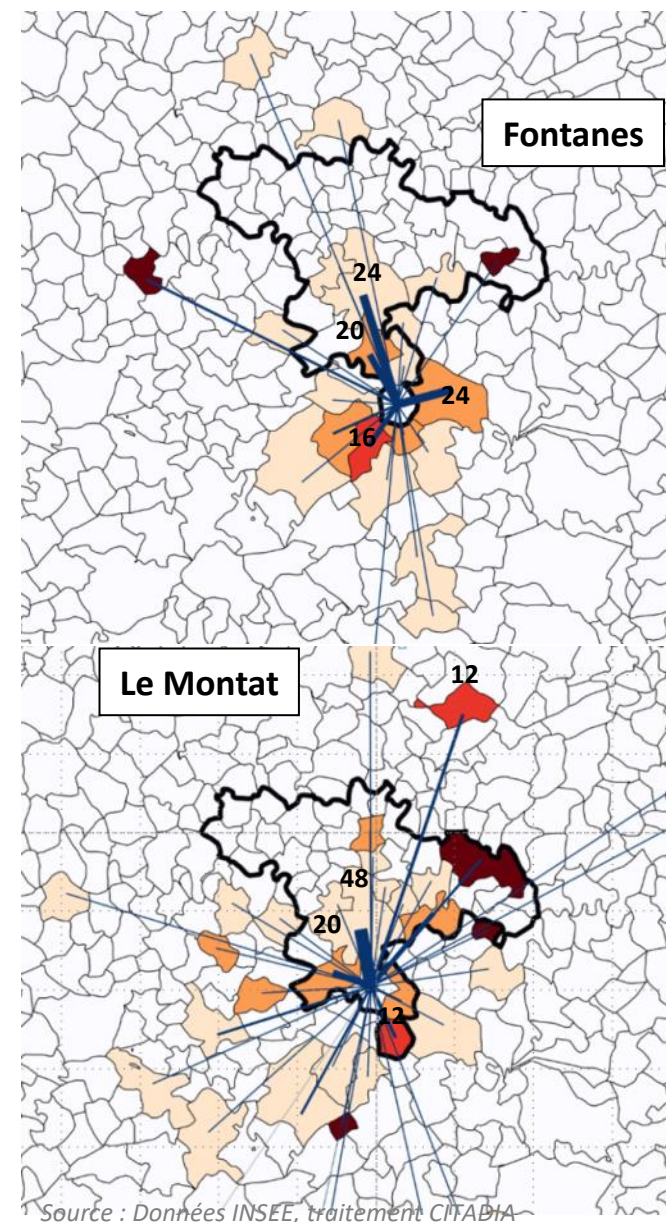 Fontanes
24
20
24
16
12
Le Montat
48
20
12
Source : Données INSEE, traitement CITADIA